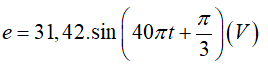 e = 31,42.sin(40πt + π/3)(V)